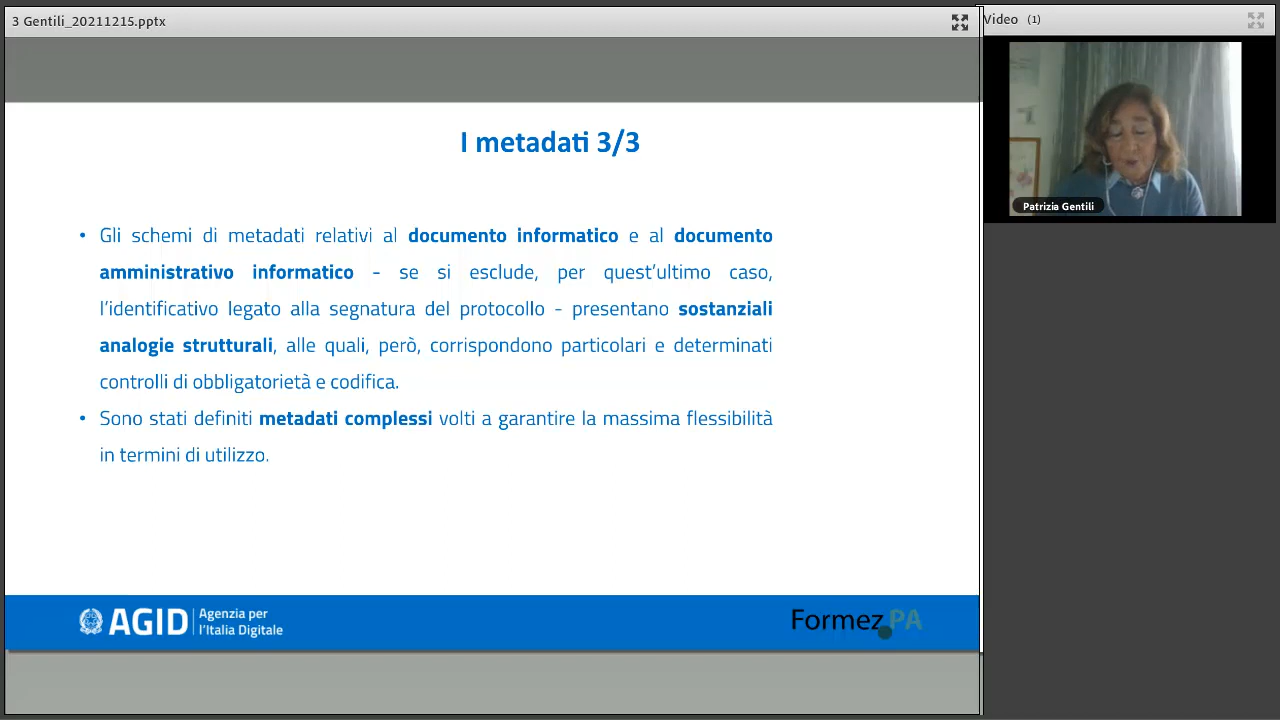 3 Gentili_20211215.pptx
Video (1)
Patrizia Gentili
I metadati 3/3
• Gli schemi di metadati relativi al documento informatico e al documento
amministrativo informatico - se si esclude, per quest’ultimo caso,
l’identificativo legato alla segnatura del protocollo - presentano sostanziali
analogie strutturali, alle quali, però, corrispondono particolari e determinati
controlli di obbligatorietà e codifica.
• Sono stati definiti metadati complessi volti a garantire la massima flessibilità
in termini di utilizzo.
AGID
Agenzia per
l’Italia Digitale
Formez PA